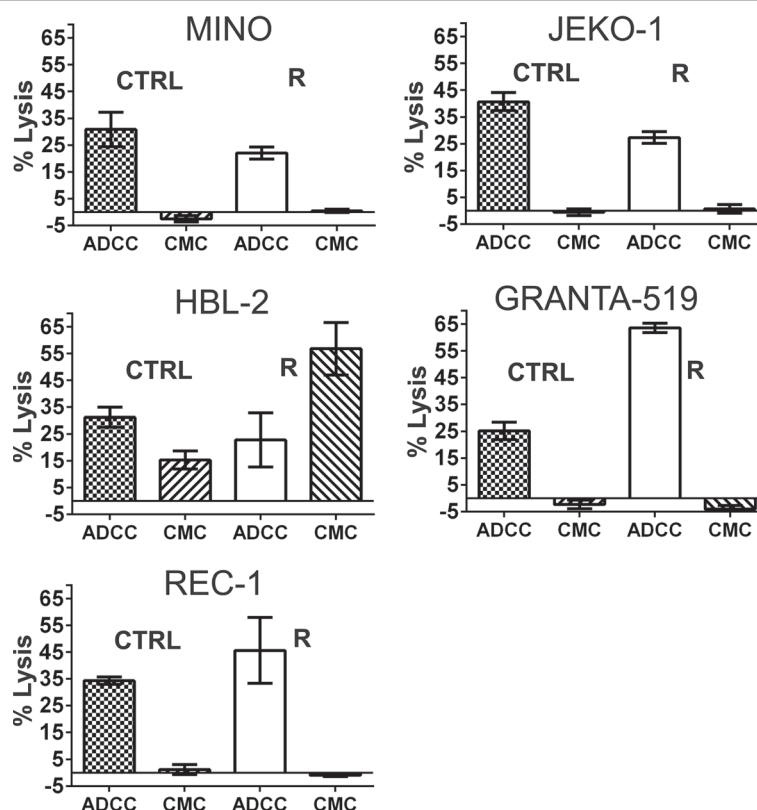 MINO
% Lysis
65
55
45
35
25
15
5
-5
CTRL
R
ADCC CMC ADCC CMC
JEKO-1
% Lysis
65
55
45
35
25
15
5
-5
CTRL
R
ADCC CMC ADCC CMC
HBL-2
% Lysis
65
55
45
35
25
15
5
-5
CTRL
R
ADCC CMC ADCC CMC
GRANTA-519
% Lysis
65
55
45
35
25
15
5
-5
CTRL
R
ADCC CMC ADCC CMC
REC-1
% Lysis
65
55
45
35
25
15
5
-5
CTRL
R
ADCC CMC ADCC CMC